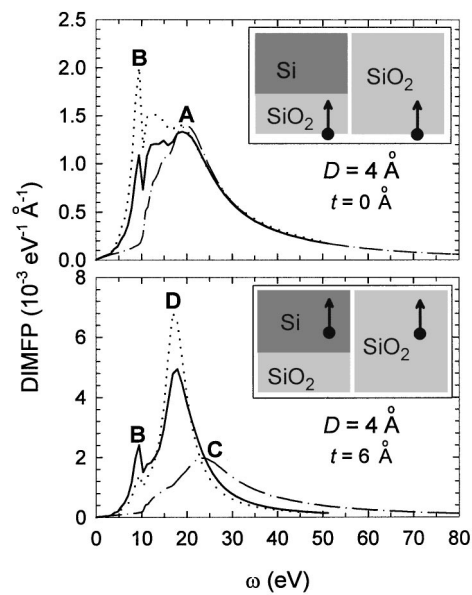 DIMFP (10⁻³ eV⁻¹ Å⁻¹)
2.5
2.0
1.5
1.0
0.5
0.0
B
A
Si
SiO₂
SiO₂
D = 4 Å
t = 0 Å
8
6
4
2
0
D
B
C
Si
SiO₂
SiO₂
D = 4 Å
t = 6 Å
0 10 20 30 40 50 60 70 80
ω (eV)